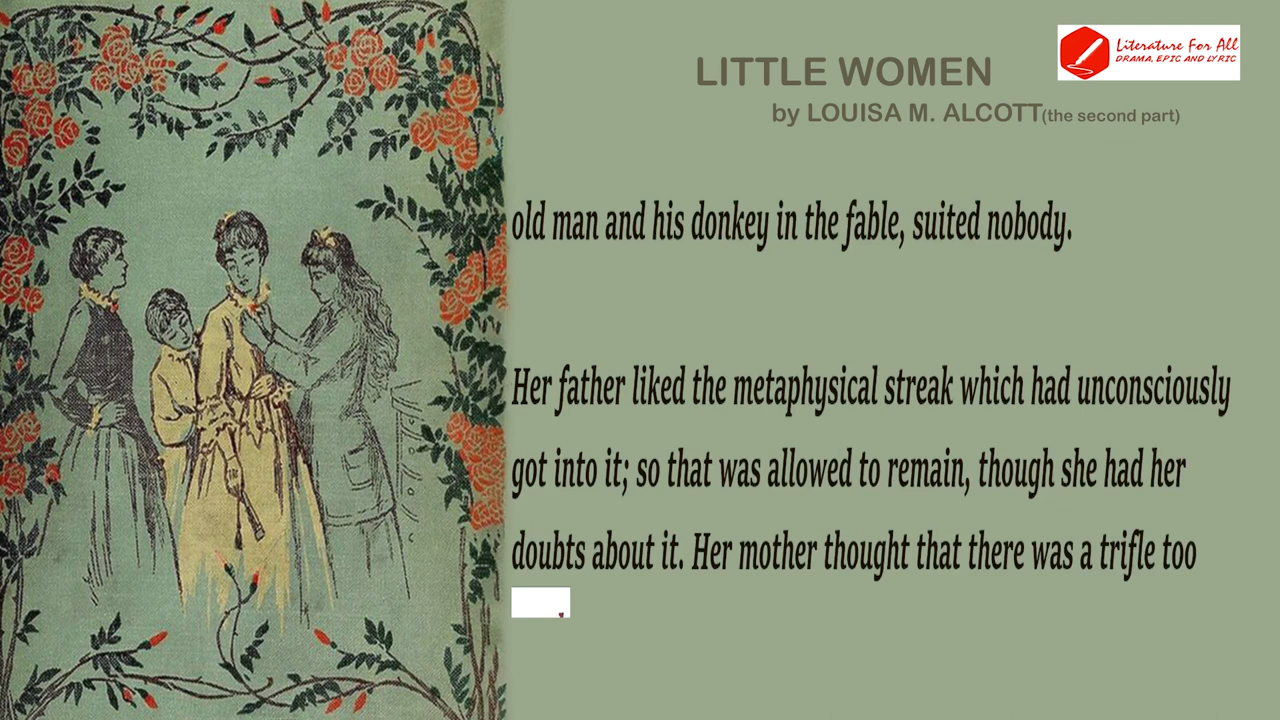 LITTLE WOMEN
by LOUISA M. ALCOTT(the second part)
Literature For All
DRAMA, EPIC AND LYRIC
old man and his donkey in the fable, suited nobody.
Her father liked the metaphysical streak which had unconsciously
got into it; so that was allowed to remain, though she had her
doubts about it. Her mother thought that there was a trifle too